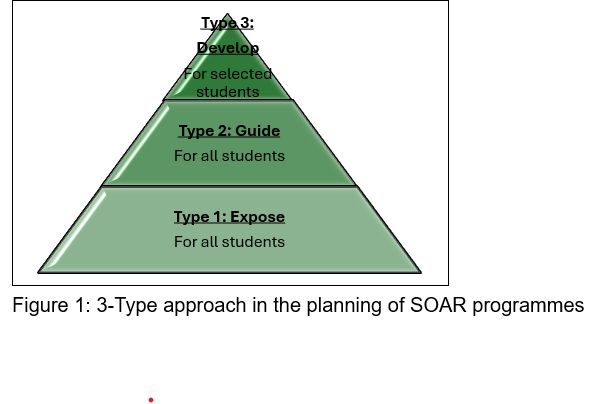 Type 3:
Develop
For selected
students
Type 2: Guide
For all students
Type 1: Expose
For all students
Figure 1: 3-Type approach in the planning of SOAR programmes